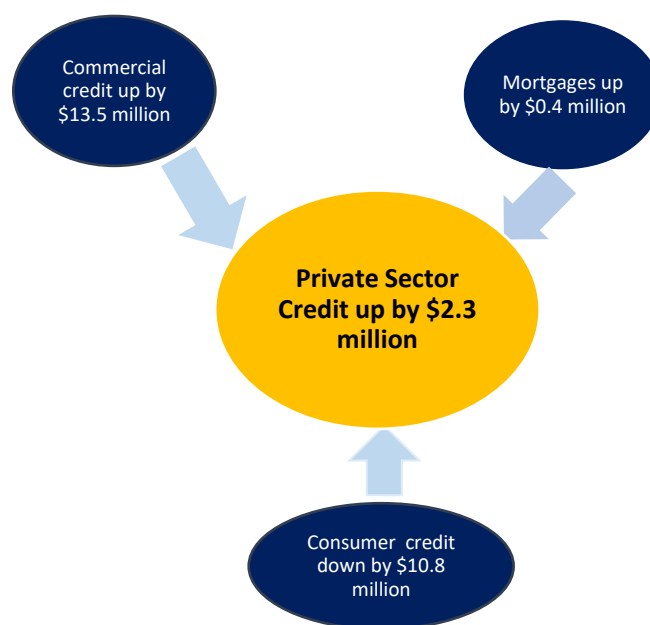 Commercial
credit up by
$13.5 million
Mortgages up
by $0.4 million
Private Sector
Credit up by $2.3
million
Consumer credit
down by $10.8
million